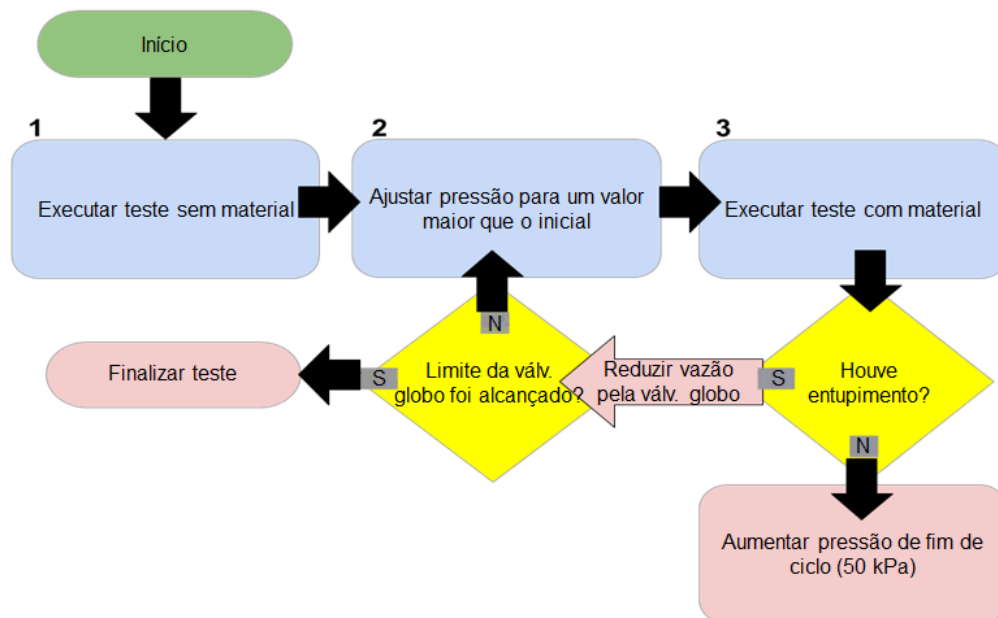 Início
1
Executar teste sem material
2
Ajustar pressão para um valor
maior que o inicial
3
Executar teste com material
N
Finalizar teste
S
Limite da válv.
globo foi alcançado?
Reduzir vazão
pela válv. globo
S
Houve
entupimento?
N
Aumentar pressão de fim de
ciclo (50 kPa)